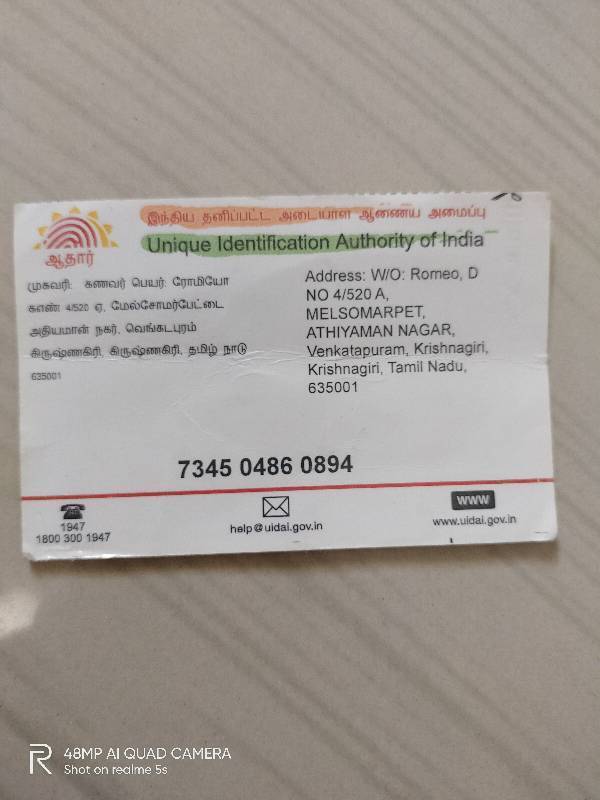 இந்திய தனிப்பட்ட அடையாள ஆணைய அமைப்பு
Unique Identification Authority of India
ஆதார்
முகவரி: கணவர் பெயர்: ரோமியோ
கஎண் 4/520 ஏ, மேல்சோமர்பேட்டை
அதியமான் நகர், வெங்கடபுரம்
கிருஷ்ணகிரி, கிருஷ்ணகிரி, தமிழ் நாடு
635001
Address: W/O: Romeo, D
NO 4/520 A,
MELSOMARPET,
ATHIYAMAN NAGAR,
Venkatapuram, Krishnagiri,
Krishnagiri, Tamil Nadu,
635001
7345 0486 0894
1947
1800 300 1947
help@uidai.gov.in
WWW
www.uidai.gov.in
R
48MP AI QUAD CAMERA
Shot on realme 5s